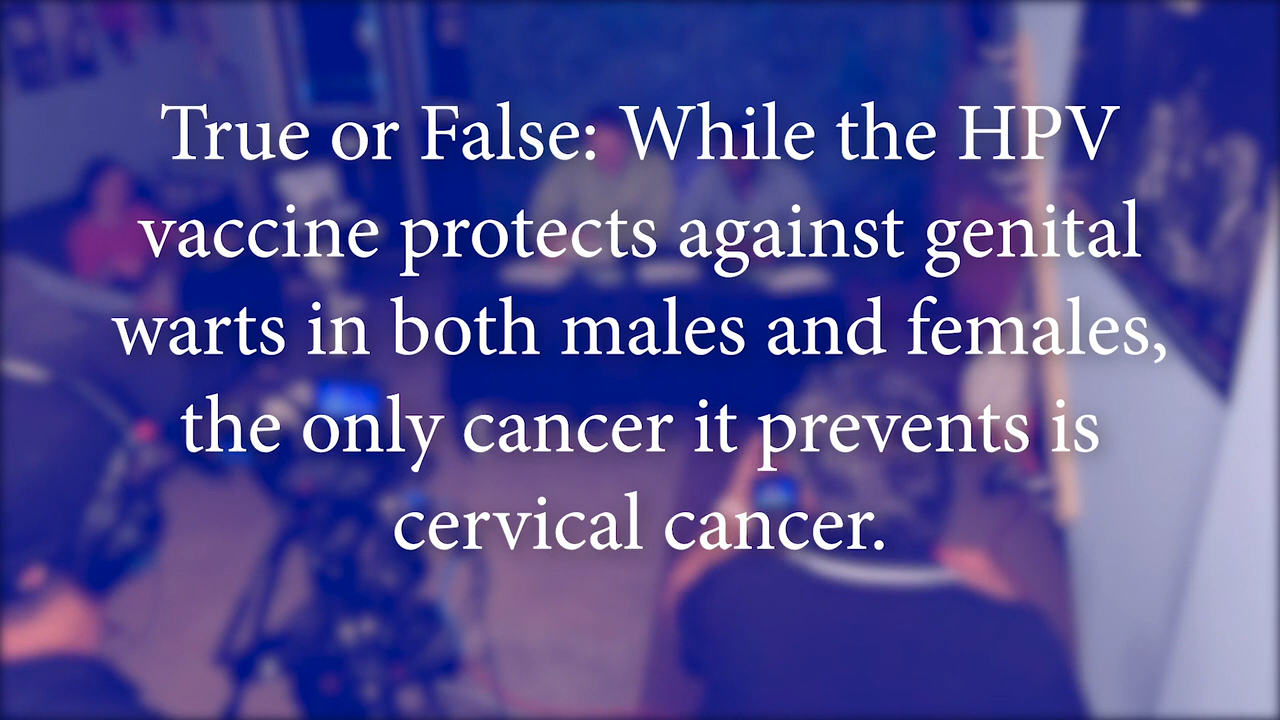 True or False: While the HPV
vaccine protects against genital
warts in both males and females,
the only cancer it prevents is
cervical cancer.